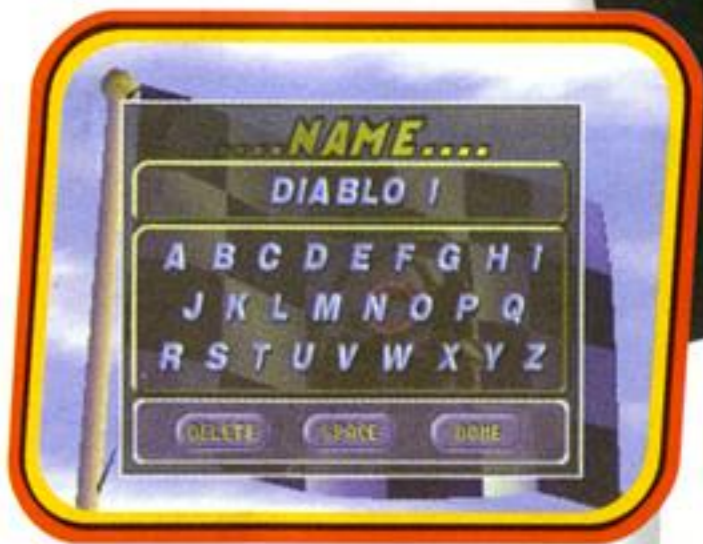 ....NAME....
DIABLO I
A B C D E F G H I
J K L M N O P Q
R S T U V W X Y Z
DELETE SPACE DONE